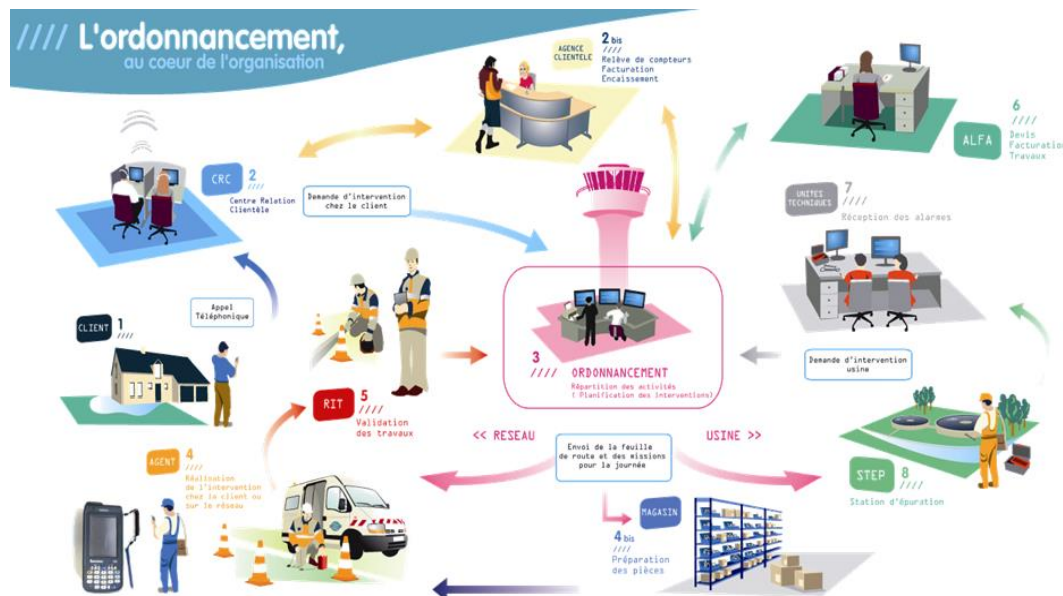 //// L'ordonnancement,
au coeur de l'organisation
AGENCE
CLIENTELE
2 bis
////
Relève de compteurs
Facturation
Encaissement
6
////
ALFA
Devis
Facturation
Travaux
CRC
2
////
Centre Relation
Clientèle
Demande d'intervention
chez le client
UNITES
TECHNIQUES
7
////
Réception des alarmes
Appel
Téléphonique
CLIENT
1
////
3
////
ORDONNANCEMENT
Répartition des activités
( Planification des interventions)
Demande d'intervention
usine
RIT
5
////
Validation
des travaux
<< RESEAU
USINE >>
Envoi de la feuille
de route et des missions
pour la journée
AGENT
4
////
Réalisation
de l'intervention
chez la client ou
sur le réseau
STEP
8
////
Station d'épuration
MAGASIN
4 bis
////
Préparation
des pièces